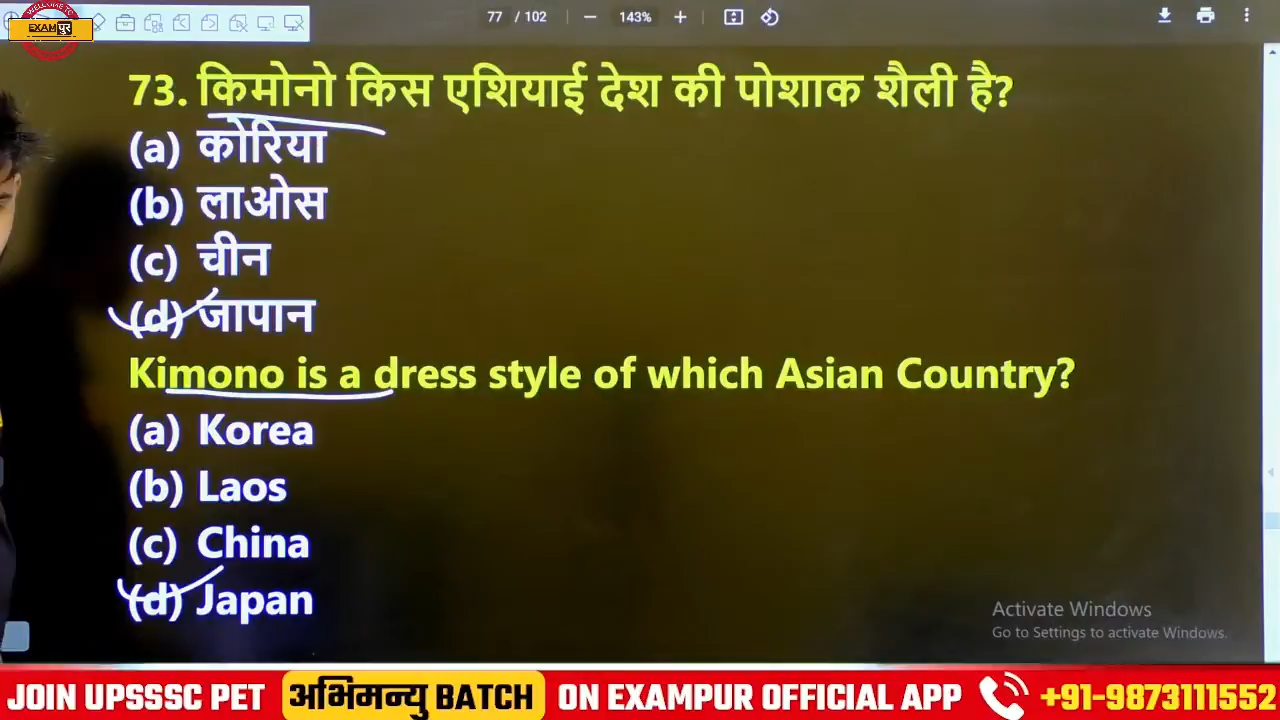 WELCOME TO
EXAMपुर
77 / 102
143%
73. किमोनो किस एशियाई देश की पोशाक शैली है?
(a) कोरिया
(b) लाओस
(c) चीन
(d) जापान
Kimono is a dress style of which Asian Country?
(a) Korea
(b) Laos
(c) China
(d) Japan
Activate Windows
Go to Settings to activate Windows.
JOIN UPSSSC PET अभिमन्यु BATCH ON EXAMPUR OFFICIAL APP +91-9873111552